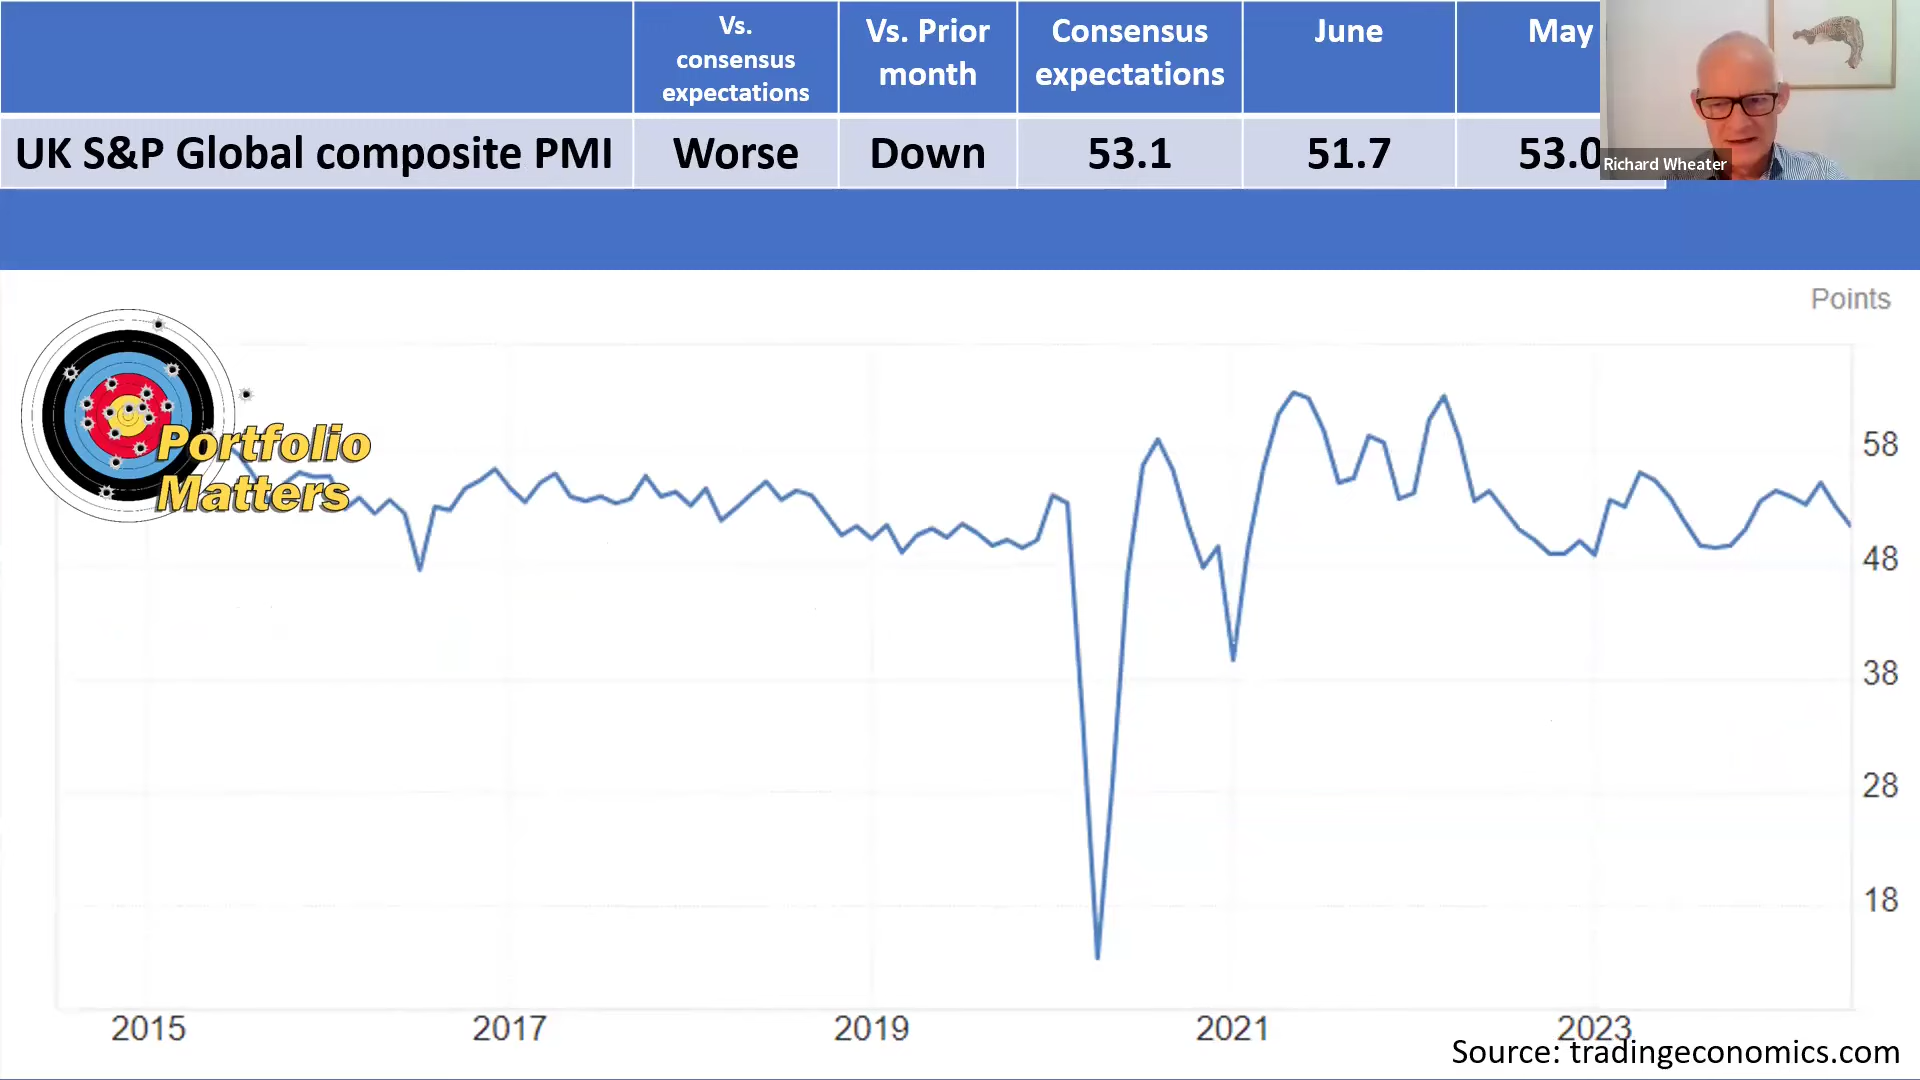 Vs.
consensus
expectations
Vs. Prior
month
Consensus
expectations
June
May
UK S&P Global composite PMI
Worse
Down
53.1
51.7
53.0
Richard Wheater
Points
Portfolio
Matters
58
48
38
28
18
2015
2017
2019
2021
2023
Source: tradingeconomics.com